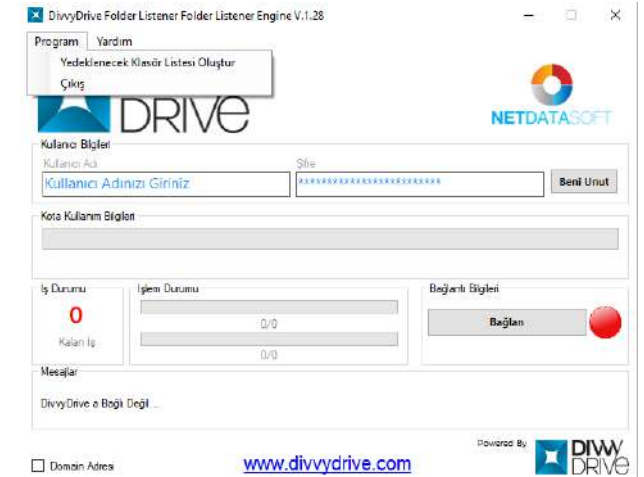 DivvyDrive Folder Listener Folder Listener Engine V.1.28
Program Yardım
Yedeklenecek Klasör Listesi Oluştur
Çıkış
DRIVE
NETDATASOFT
Kullanıcı Bilgileri
Kullanıcı Adı Şifre
Kullanıcı Adınızı Giriniz ************************* Beni Unut
Kota Kullanım Bilgileri
İş Durumu İşlem Durumu Bağlantı Bilgileri
0 0/0 Bağlan
Kalan İş 0/0
Mesajlar
DivvyDrive a Bağlı Değil ...
Domain Adresi www.divvydrive.com Powered By DIVVY
DRIVE